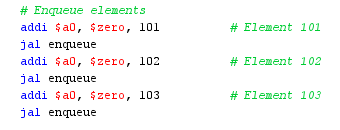 # Enqueue elements
addi $a0, $zero, 101 # Element 101
jal enqueue
addi $a0, $zero, 102 # Element 102
jal enqueue
addi $a0, $zero, 103 # Element 103
jal enqueue